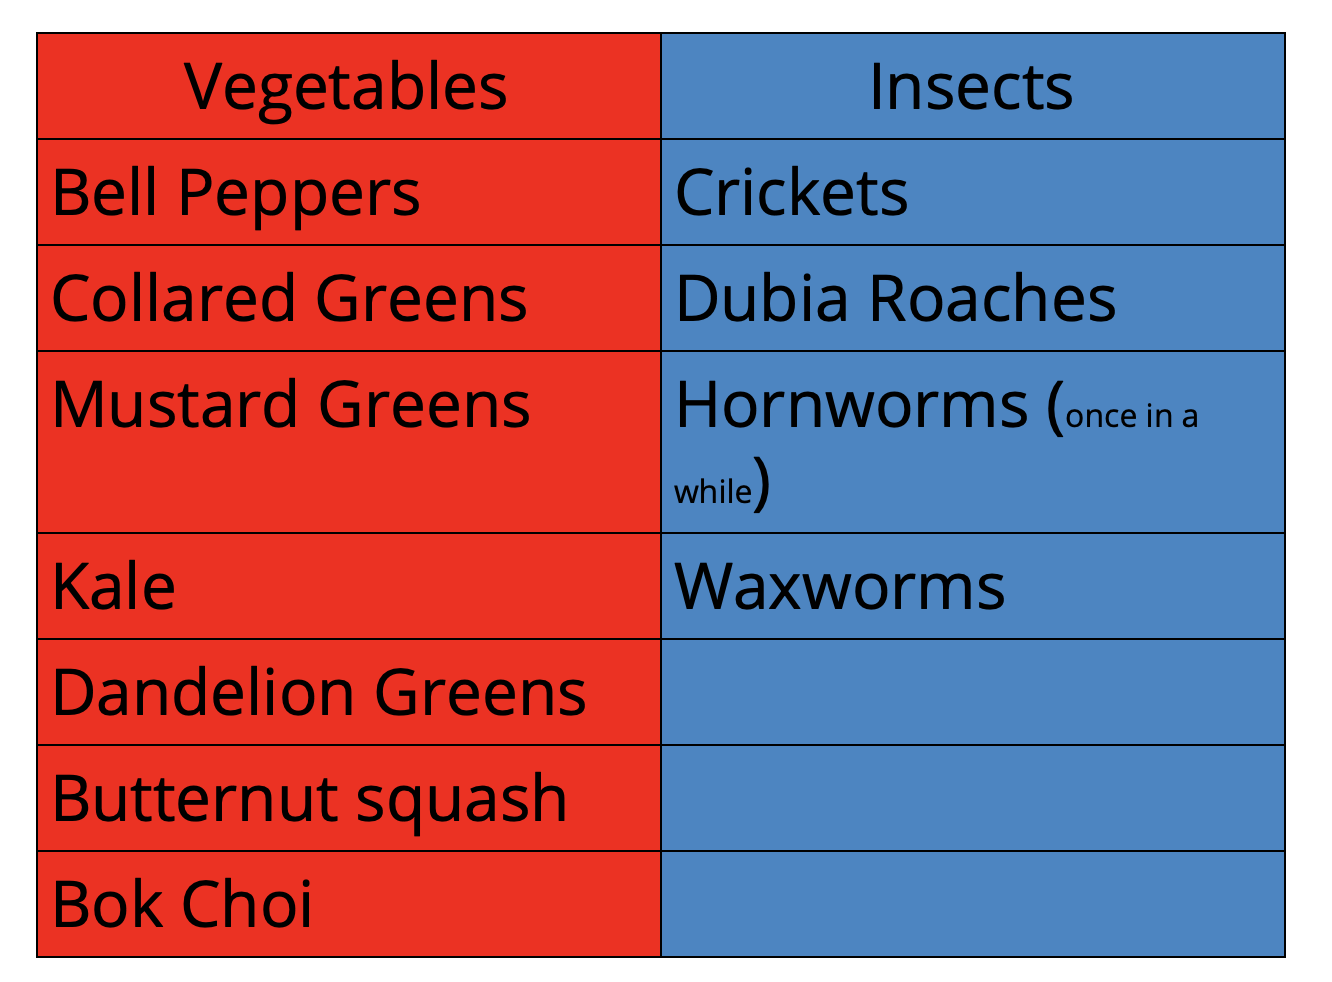 Vegetables Insects
Bell Peppers Crickets
Collared Greens Dubia Roaches
Mustard Greens Hornworms (once in a
while)
Kale Waxworms
Dandelion Greens
Butternut squash
Bok Choi